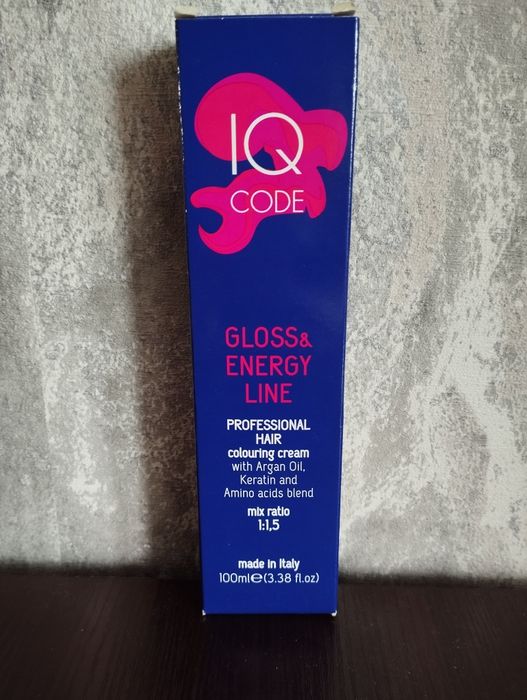 IQ
CODE
GLOSS&
ENERGY
LINE
PROFESSIONAL
HAIR
colouring cream
with Argan Oil,
Keratin and
Amino acids blend
mix ratio
1:1,5
made in Italy
100ml℮(3.38 fl.oz)